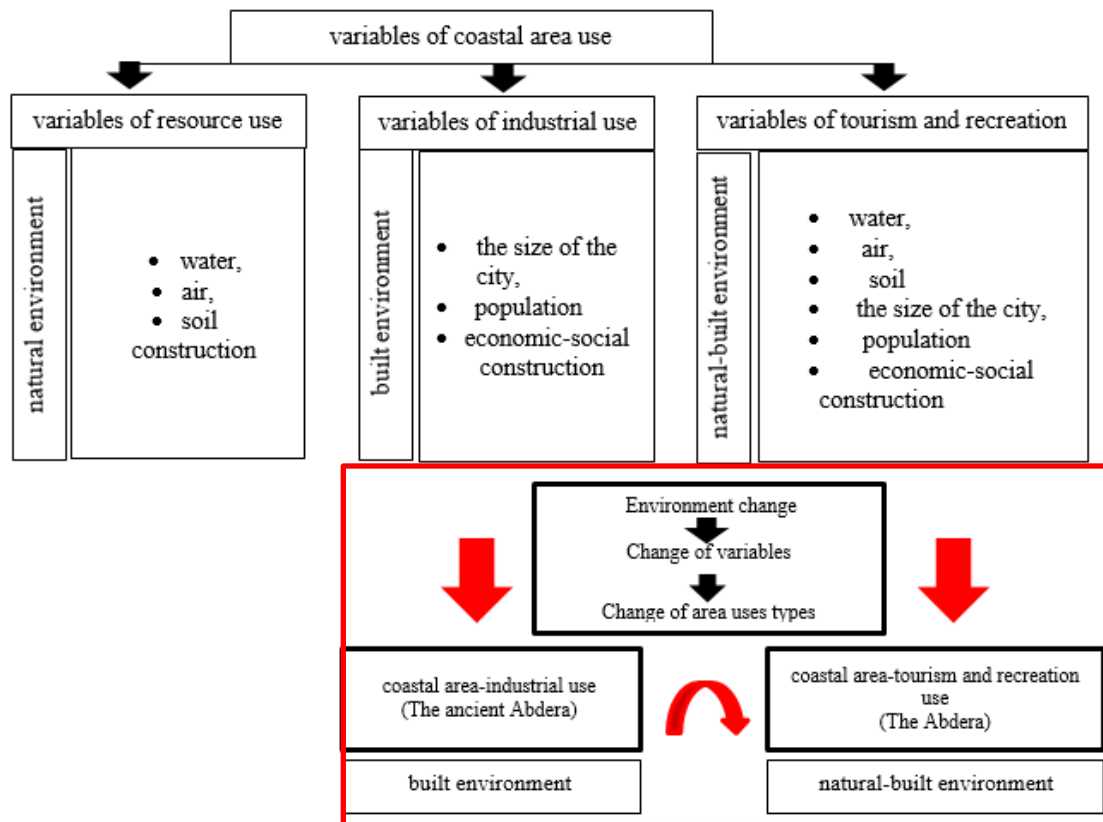 variables of coastal area use
variables of resource use
natural environment
• water,
• air,
• soil
construction
variables of industrial use
built environment
• the size of the
city,
• population
• economic-social
construction
variables of tourism and recreation
natural-built environment
• water,
• air,
• soil
• the size of the city,
• population
• economic-social
construction
Environment change
Change of variables
Change of area uses types
coastal area-industrial use
(The ancient Abdera)
built environment
coastal area-tourism and recreation
use
(The Abdera)
natural-built environment